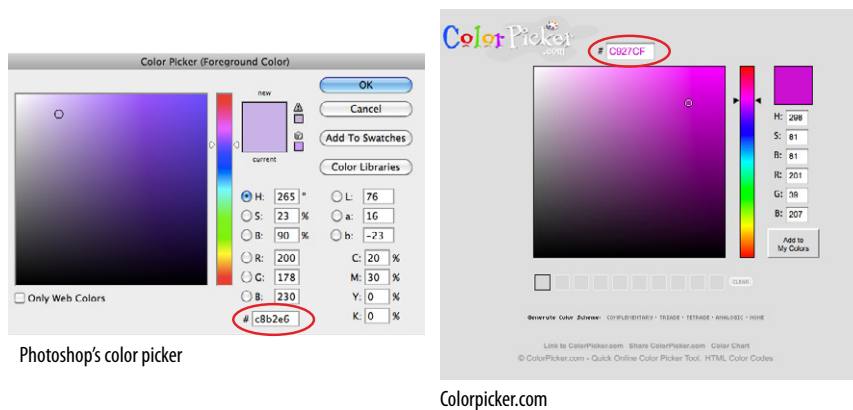 Color Picker (Foreground Color)
new
current
OK
Cancel
Add To Swatches
Color Libraries
H: 265 °
S: 23 %
B: 90 %
R: 200
G: 178
B: 230
# c8b2e6
L: 76
a: 16
b: -23
C: 20 %
M: 30 %
Y: 0 %
K: 0 %
Only Web Colors
Photoshop's color picker
ColorPicker
.com
# C927CF
H: 298
S: 81
B: 81
R: 201
G: 39
B: 207
Add to
My Colors
CLEAR
Generate Color Scheme: COMPLEMENTARY · TRIADE · TETRADE · ANALOGIC · MONO
Link to ColorPicker.com Share ColorPicker.com Color Chart
© ColorPicker.com - Quick Online Color Picker Tool. HTML Color Codes
Colorpicker.com